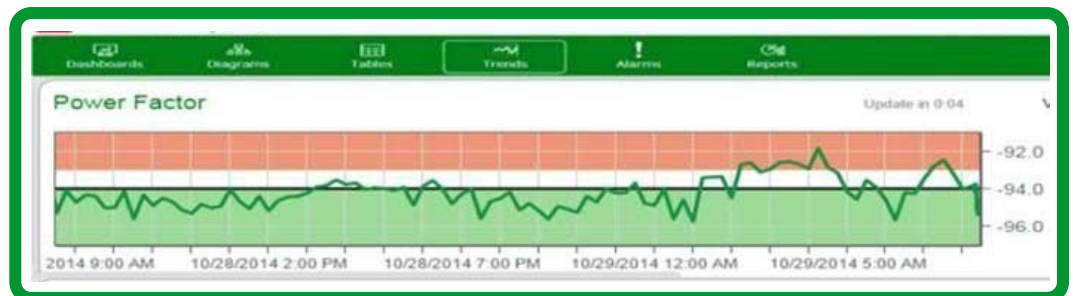 Dashboards Diagrams Tables Trends Alarms Reports
Power Factor Update in 0:04
-92.0
-94.0
-96.0
2014 9:00 AM 10/28/2014 2:00 PM 10/28/2014 7:00 PM 10/29/2014 12:00 AM 10/29/2014 5:00 AM